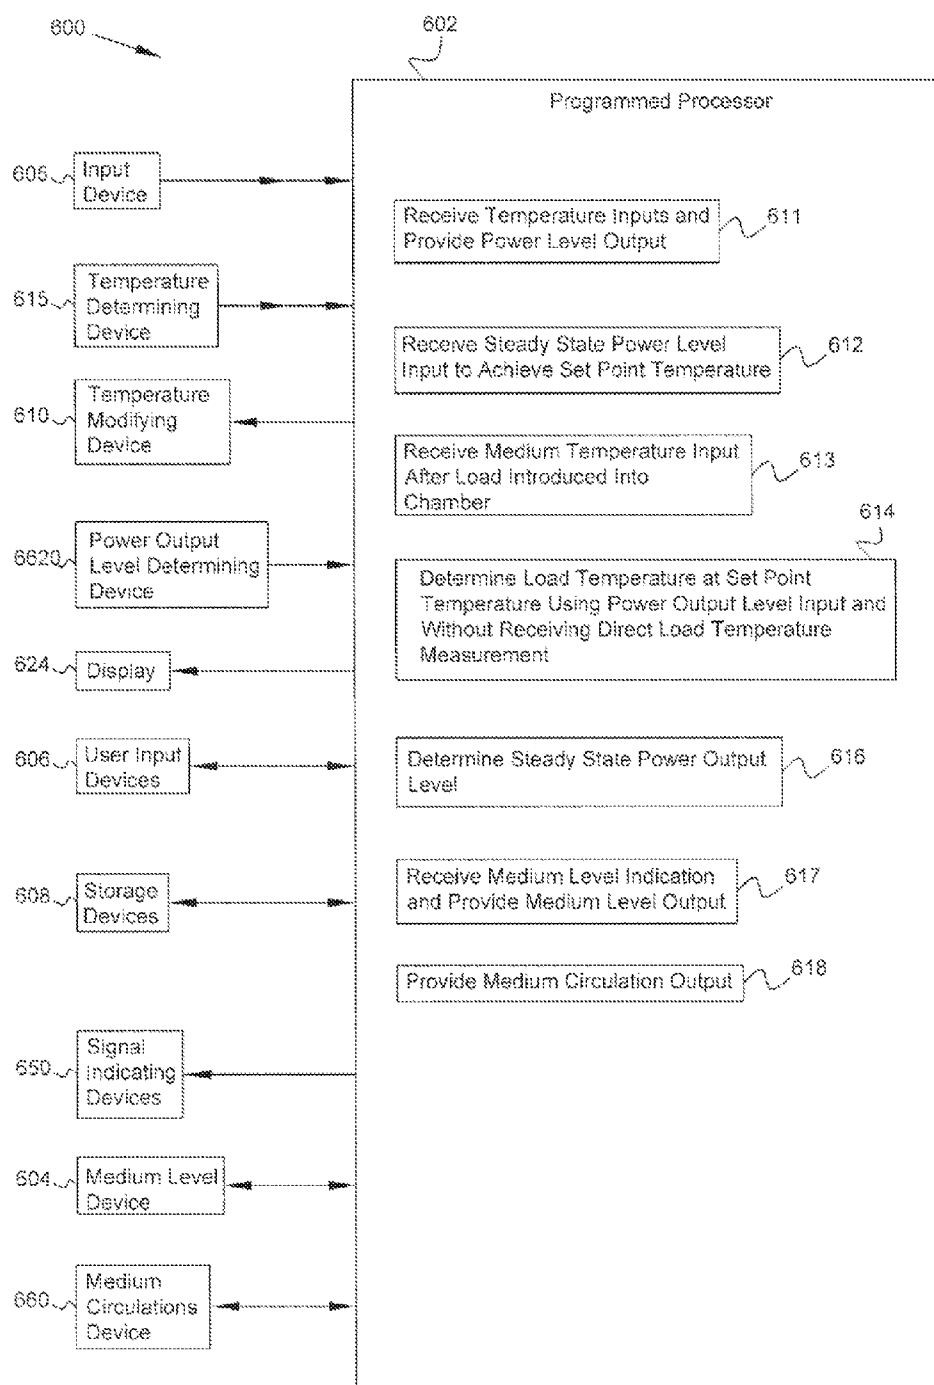 600
602
Programmed Processor
606
Input
Device
Receive Temperature Inputs and
Provide Power Level Output
611
615
Temperature
Determining
Device
Receive Steady State Power Level
Input to Achieve Set Point Temperature
612
610
Temperature
Modifying
Device
Receive Medium Temperature Input
After Load Introduced Into
Chamber
613
614
6620
Power Output
Level Determining
Device
Determine Load Temperature at Set Point
Temperature Using Power Output Level Input and
Without Receiving Direct Load Temperature
Measurement
624
Display
606
User Input
Devices
Determine Steady State Power Output
Level
616
608
Storage
Devices
Receive Medium Level Indication
and Provide Medium Level Output
617
Provide Medium Circulation Output
618
650
Signal
Indicating
Devices
604
Medium Level
Device
660
Medium
Circulations
Device